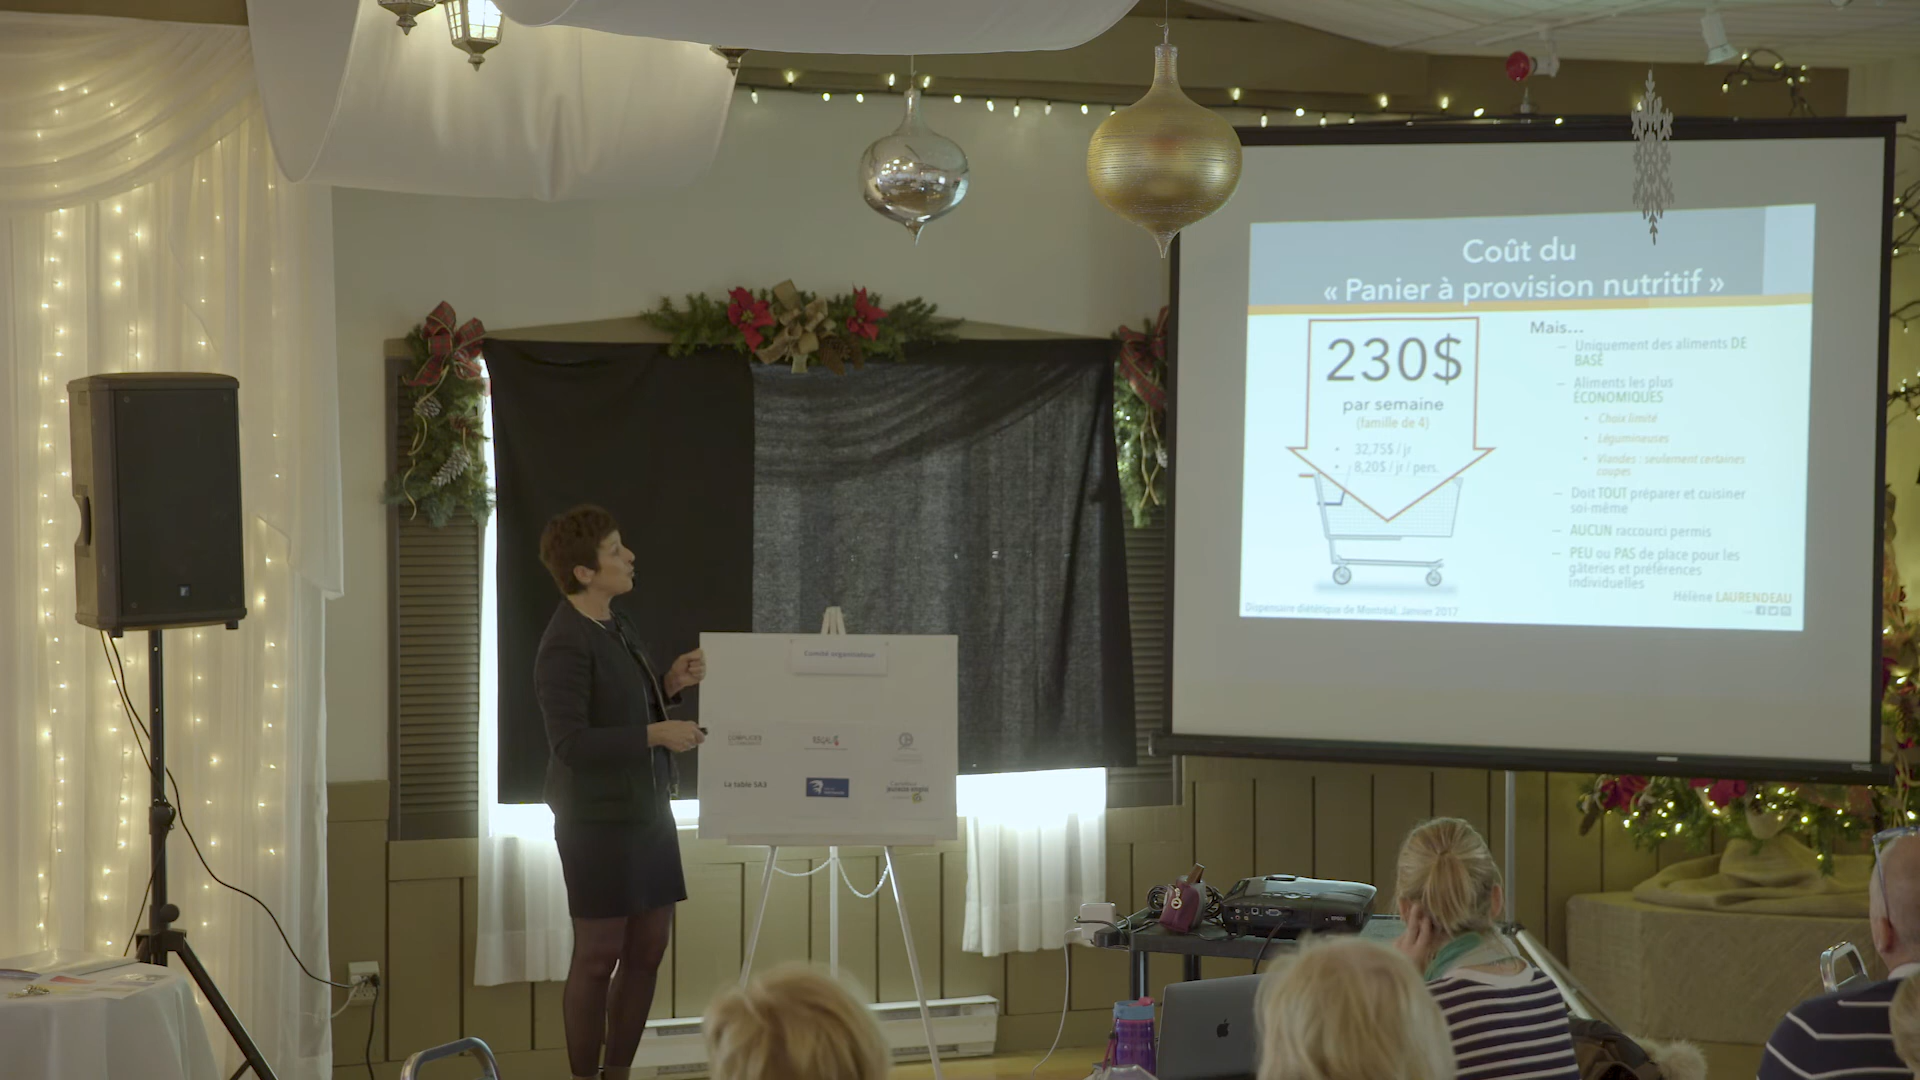 Coût du
« Panier à provision nutritif »
230$
par semaine
(famille de 4)
• 32,75$ / jr
• 8,20$ / jr / pers.
Mais...
– Uniquement des aliments DE
BASE
– Aliments les plus
ÉCONOMIQUES
• Choix limité
• Légumineuses
• Viandes : seulement certaines
coupes
– Doit TOUT préparer et cuisiner
soi-même
– AUCUN raccourci permis
– PEU ou PAS de place pour les
gâteries et préférences
individuelles
Hélène LAURENDEAU
Dispensaire diététique de Montréal. Janvier 2017
Comité organisateur
La table SA3
jeunesse-emploi
EPSON